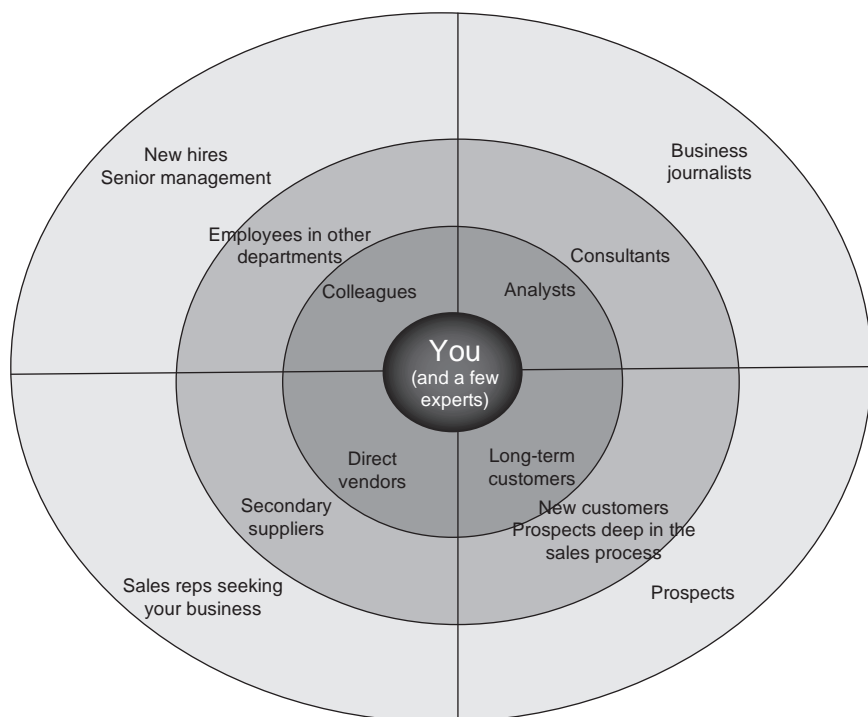 New hires
Senior management
Business
journalists
Employees in other
departments
Consultants
Colleagues
Analysts
You
(and a few
experts)
Direct
vendors
Long-term
customers
Secondary
suppliers
New customers
Prospects deep in the
sales process
Sales reps seeking
your business
Prospects